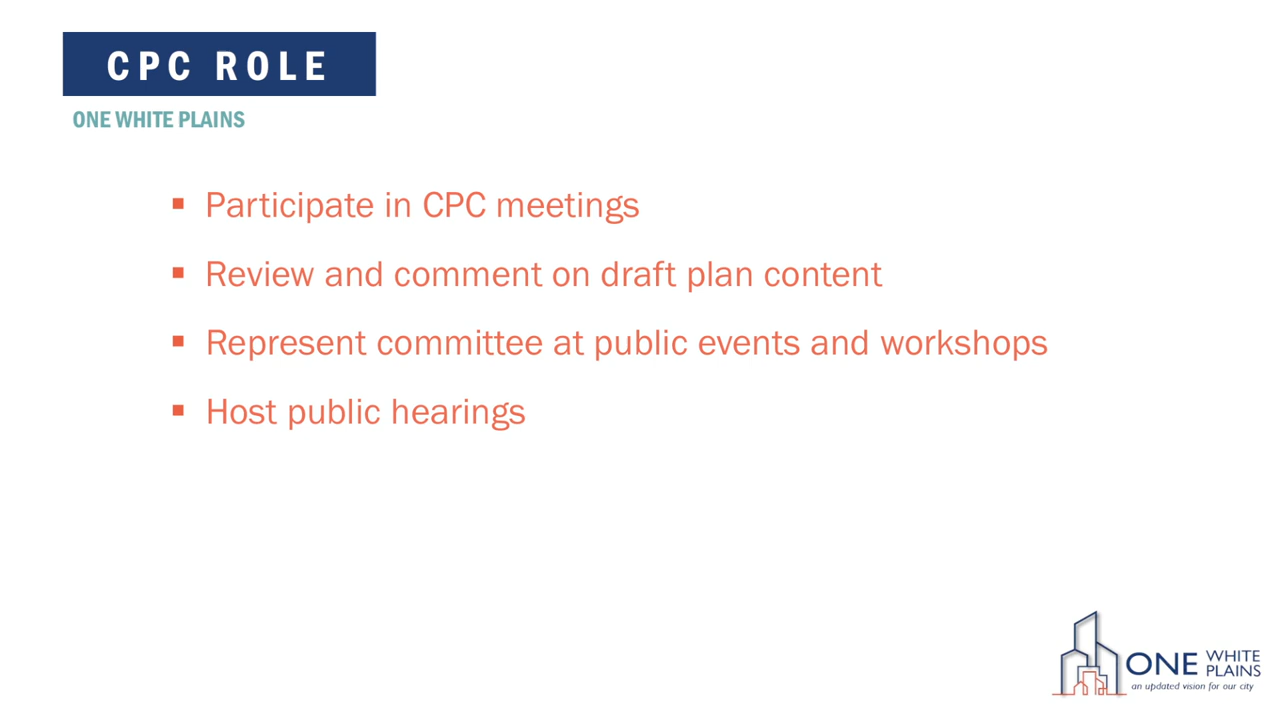 CPC ROLE
ONE WHITE PLAINS
▪ Participate in CPC meetings
▪ Review and comment on draft plan content
▪ Represent committee at public events and workshops
▪ Host public hearings
ONE WHITE PLAINS
an updated vision for our city